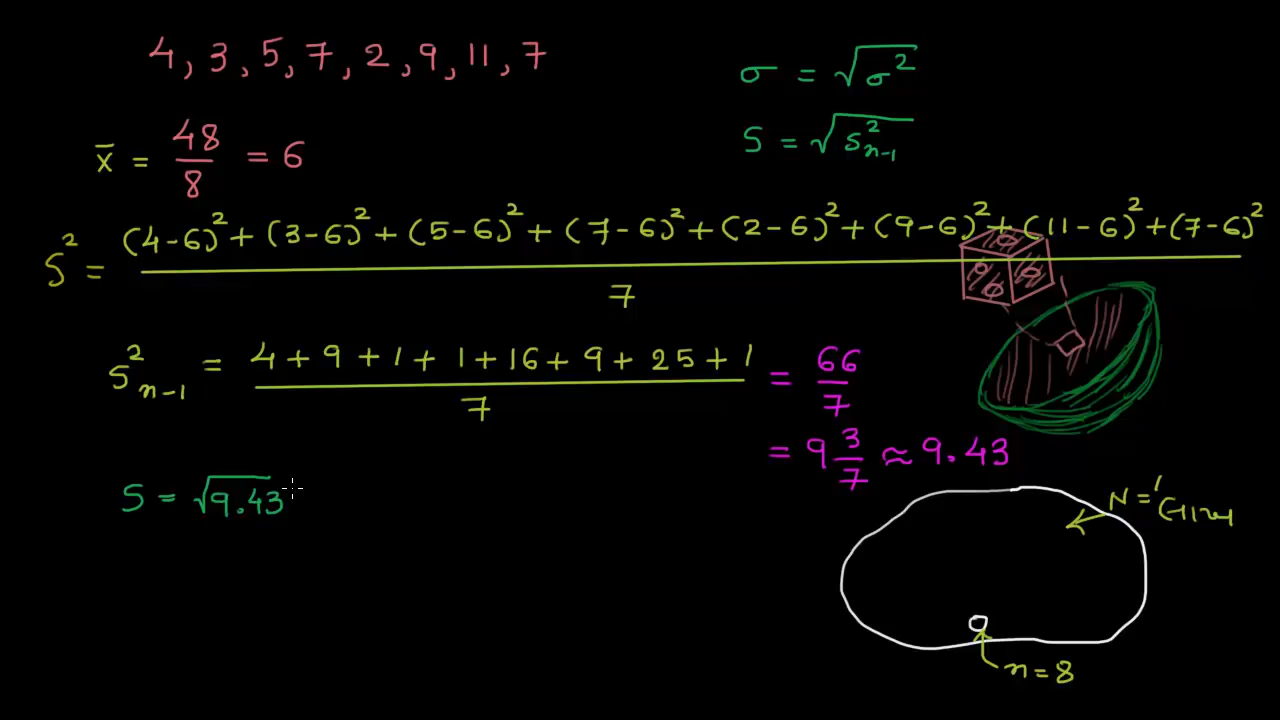 4, 3, 5, 7, 2, 9, 11, 7
σ = √σ²
x̄ = 48/8 = 6
S = √S²ₙ₋₁
S² = ((4-6)² + (3-6)² + (5-6)² + (7-6)² + (2-6)² + (9-6)² + (11-6)² + (7-6)²)/7
S²ₙ₋₁ = (4+9+1+1+16+9+25+1)/7 = 66/7
= 9 3/7 ≈ 9.43
S = √9.43
N =
n = 8